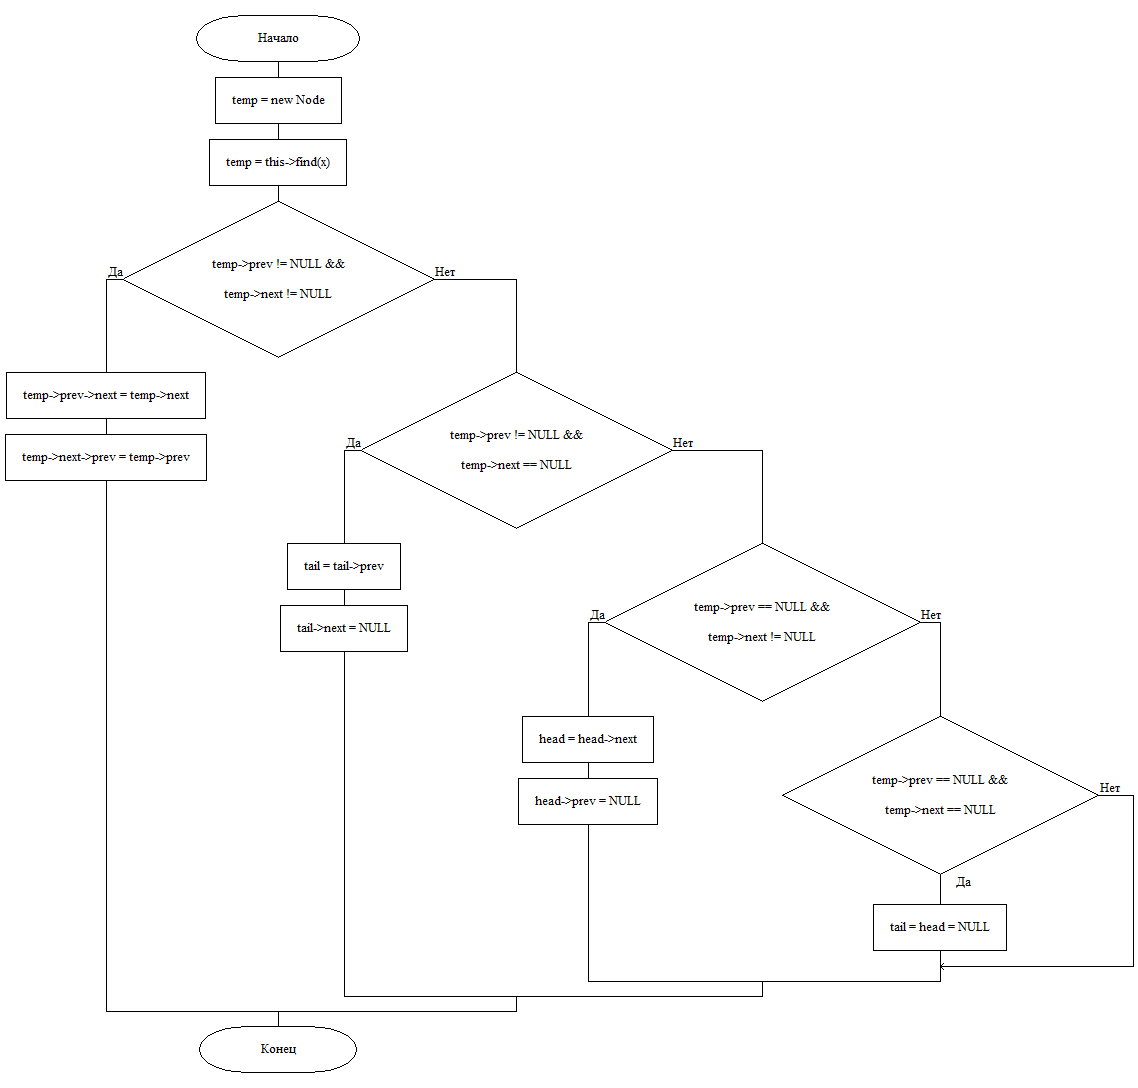 Начало
temp = new Node
temp = this->find(x)
temp->prev != NULL &&
temp->next != NULL
Да
Нет
temp->prev->next = temp->next
temp->next->prev = temp->prev
temp->prev != NULL &&
temp->next == NULL
Да
Нет
tail = tail->prev
tail->next = NULL
temp->prev == NULL &&
temp->next != NULL
Да
Нет
head = head->next
head->prev = NULL
temp->prev == NULL &&
temp->next == NULL
Нет
Да
tail = head = NULL
Конец